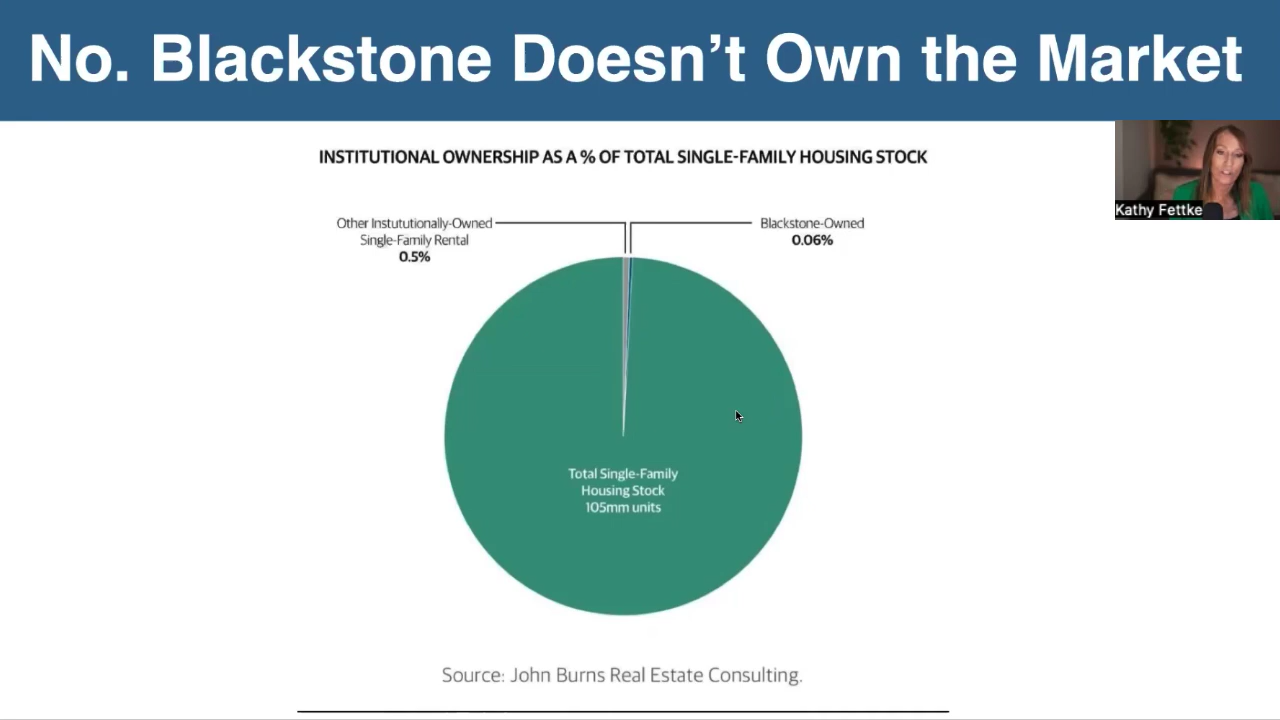 No. Blackstone Doesn’t Own the Market
INSTITUTIONAL OWNERSHIP AS A % OF TOTAL SINGLE-FAMILY HOUSING STOCK
Kathy Fettke
Other Instutionally-Owned
Single-Family Rental
0.5%
Blackstone-Owned
0.06%
Total Single-Family
Housing Stock
105mm units
Source: John Burns Real Estate Consulting.